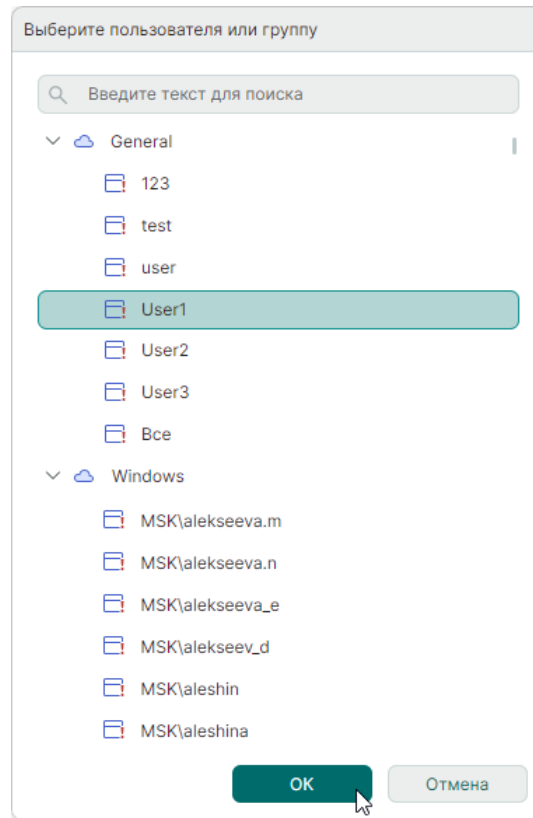 Выберите пользователя или группу
Введите текст для поиска
General
123
test
user
User1
User2
User3
Все
Windows
MSK\alekseeva.m
MSK\alekseeva.n
MSK\alekseeva_e
MSK\alekseev_d
MSK\aleshin
MSK\aleshina
ОК Отмена